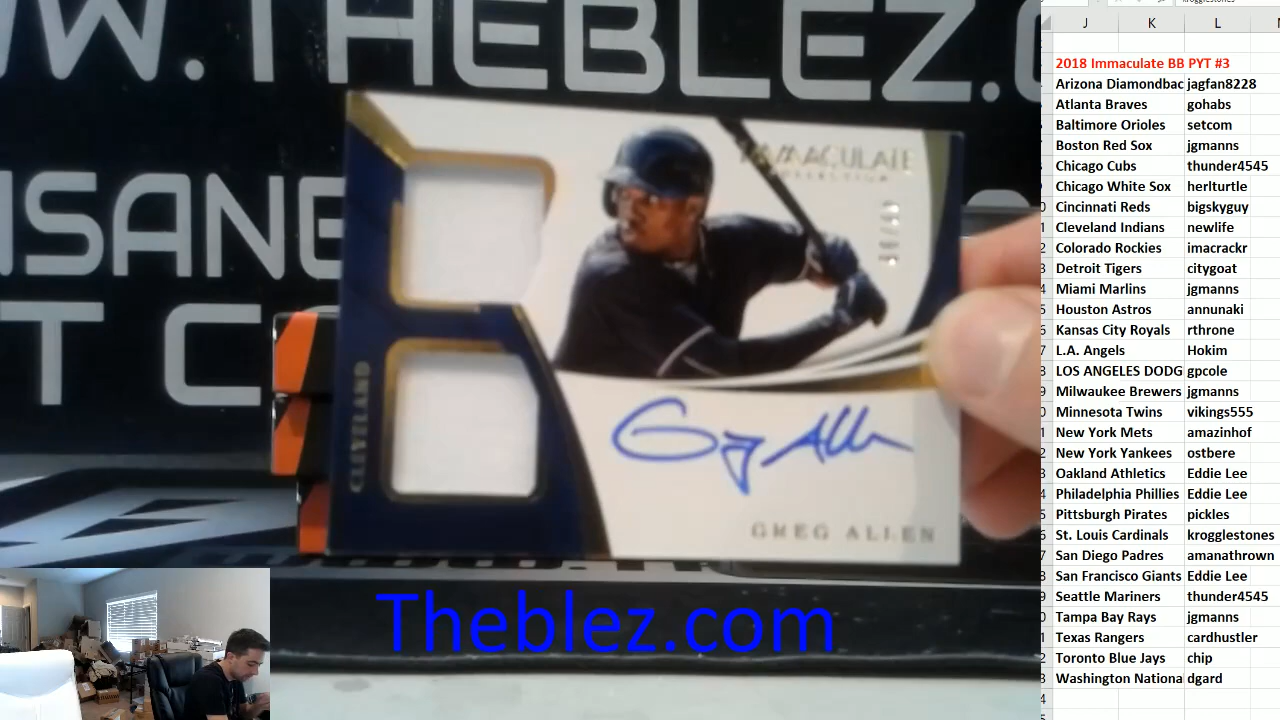 WWW.THEBLEZ.CO
NSANE
T CO
IMMACULATE
COLLECTION
CLEVELAND
Greg Allen
GREG ALLEN
Theblez.com
J K L
2018 Immaculate BB PYT #3
Arizona Diamondbac jagfan8228
Atlanta Braves gohabs
Baltimore Orioles setcom
Boston Red Sox jgmanns
Chicago Cubs thunder4545
Chicago White Sox herlturtle
Cincinnati Reds bigskyguy
Cleveland Indians newlife
Colorado Rockies imacrackr
Detroit Tigers citygoat
Miami Marlins jgmanns
Houston Astros annunaki
Kansas City Royals rthrone
L.A. Angels Hokim
LOS ANGELES DODG gpcole
Milwaukee Brewers jgmanns
Minnesota Twins vikings555
New York Mets amazinhof
New York Yankees ostbere
Oakland Athletics Eddie Lee
Philadelphia Phillies Eddie Lee
Pittsburgh Pirates pickles
St. Louis Cardinals krogglestones
San Diego Padres amanathrown
San Francisco Giants Eddie Lee
Seattle Mariners thunder4545
Tampa Bay Rays jgmanns
Texas Rangers cardhustler
Toronto Blue Jays chip
Washington Nationa dgard